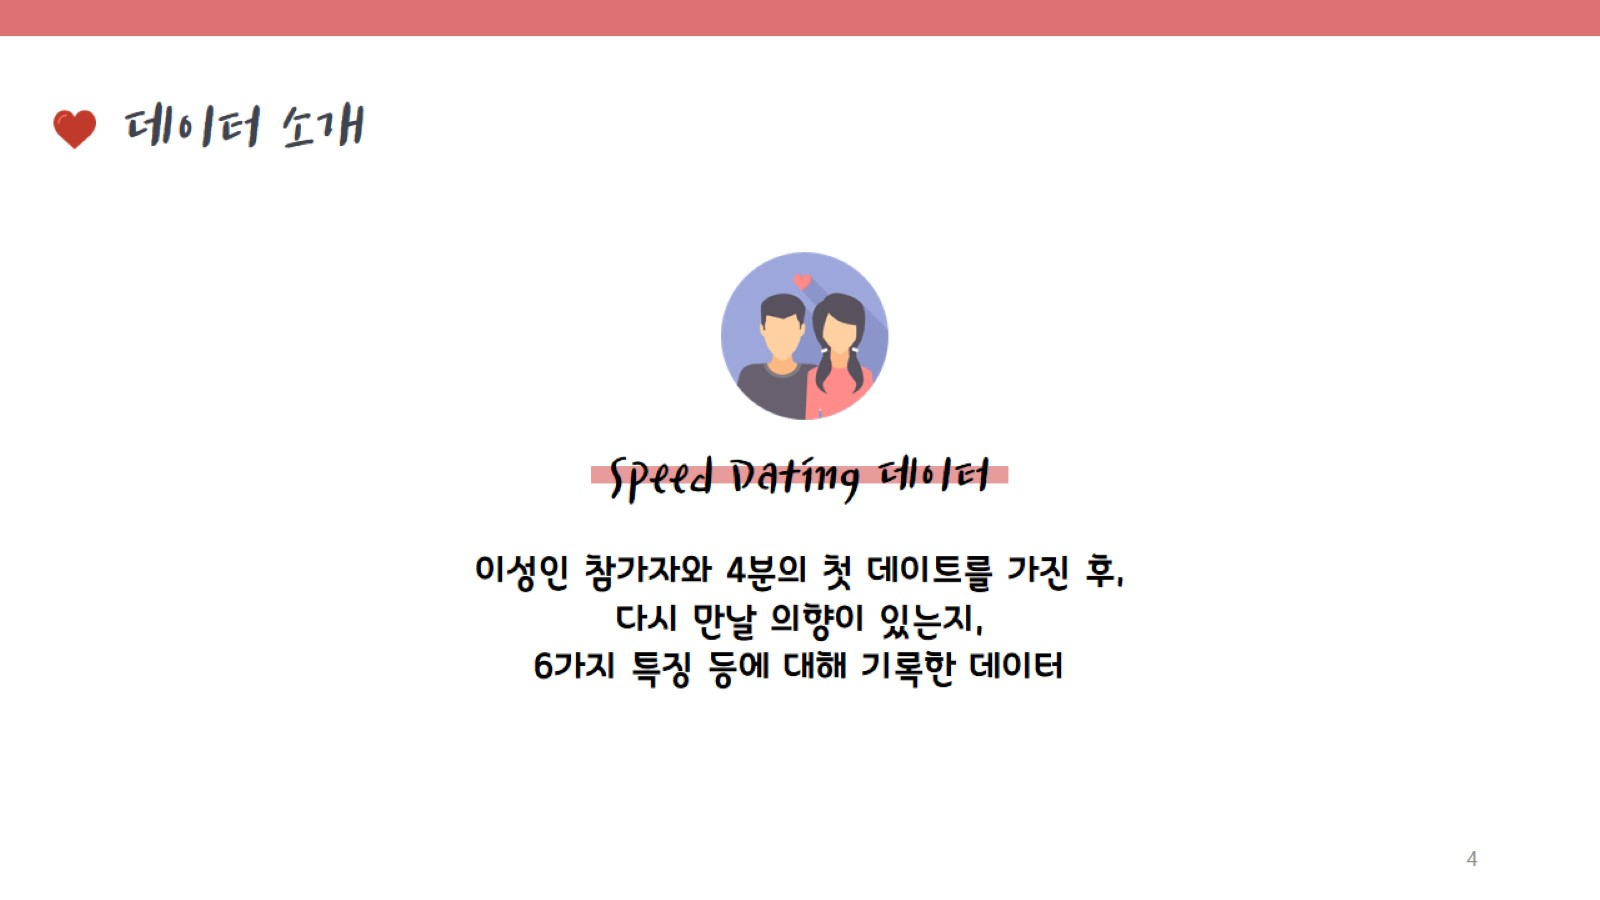 데이터 소개
Speed Dating 데이터
이성인 참가자와 4분의 첫 데이트를 가진 후,
다시 만날 의향이 있는지,
6가지 특징 등에 대해 기록한 데이터
4